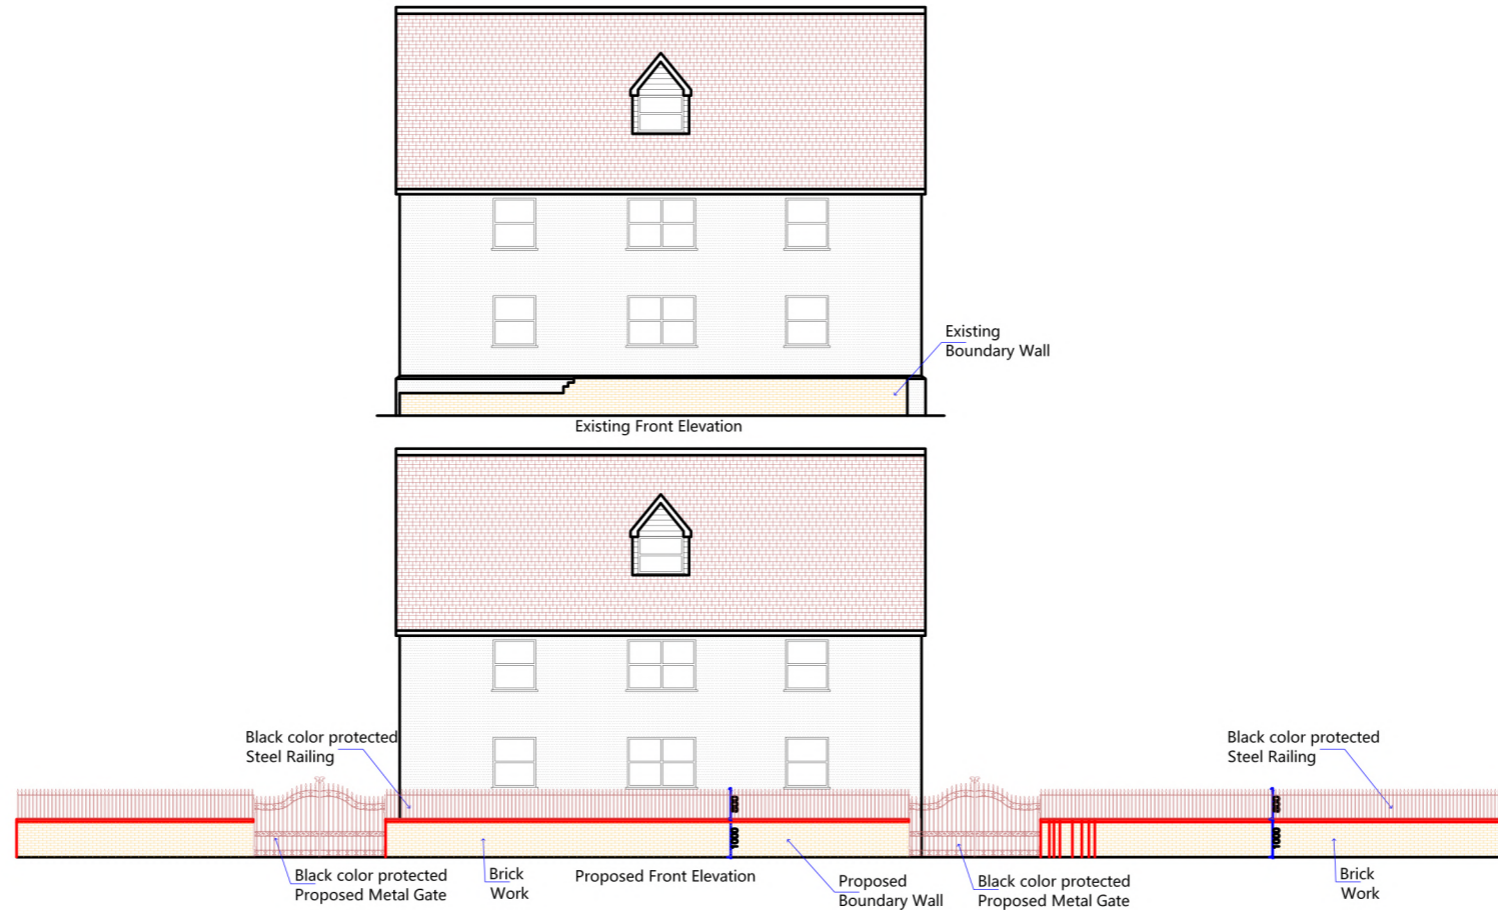 Existing
Boundary Wall
Existing Front Elevation
Black color protected
Steel Railing
Black color protected
Steel Railing
1000
1000
Black color protected
Proposed Metal Gate
Brick
Work
Proposed Front Elevation
Proposed
Boundary Wall
Black color protected
Proposed Metal Gate
Brick
Work